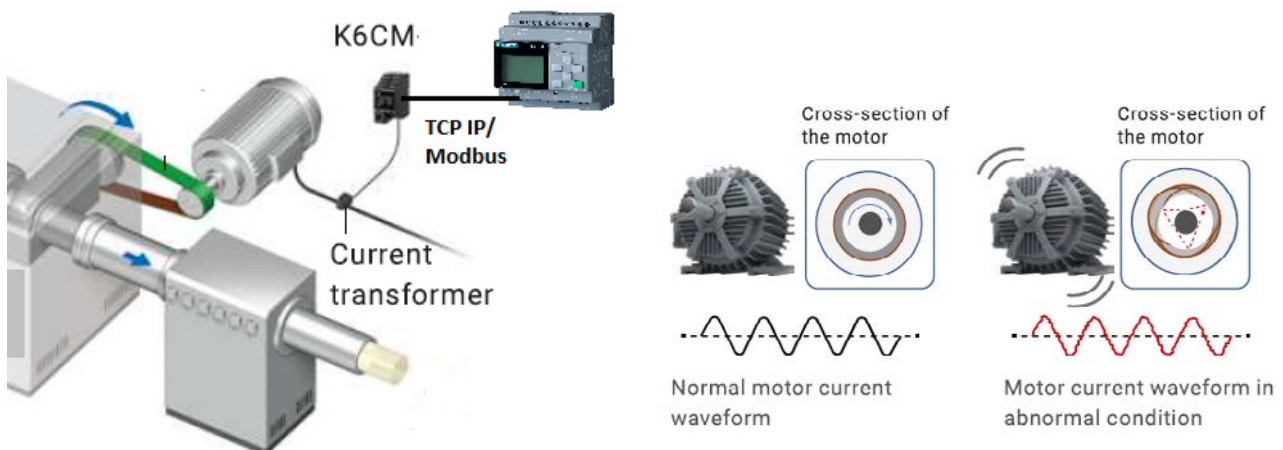 K6CM
TCP IP/
Modbus
Current
transformer
Cross-section of
the motor
Cross-section of
the motor
Normal motor current
waveform
Motor current waveform in
abnormal condition